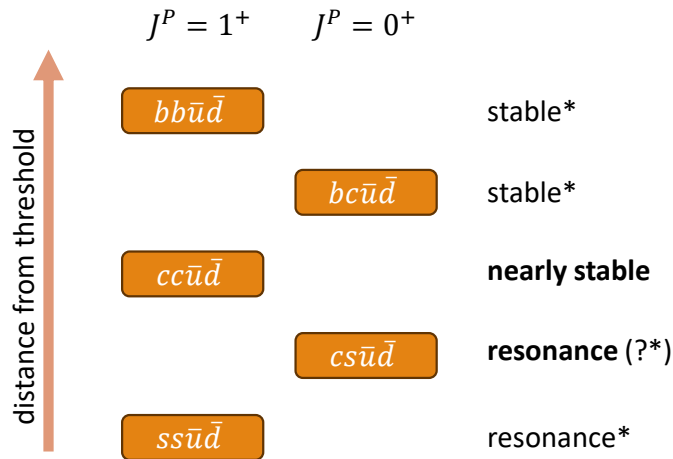 J^P = 1^+ J^P = 0^+
distance from threshold
bbūd̄ stable*
bcūd̄ stable*
ccūd̄ nearly stable
csūd̄ resonance (?*)
ssūd̄ resonance*